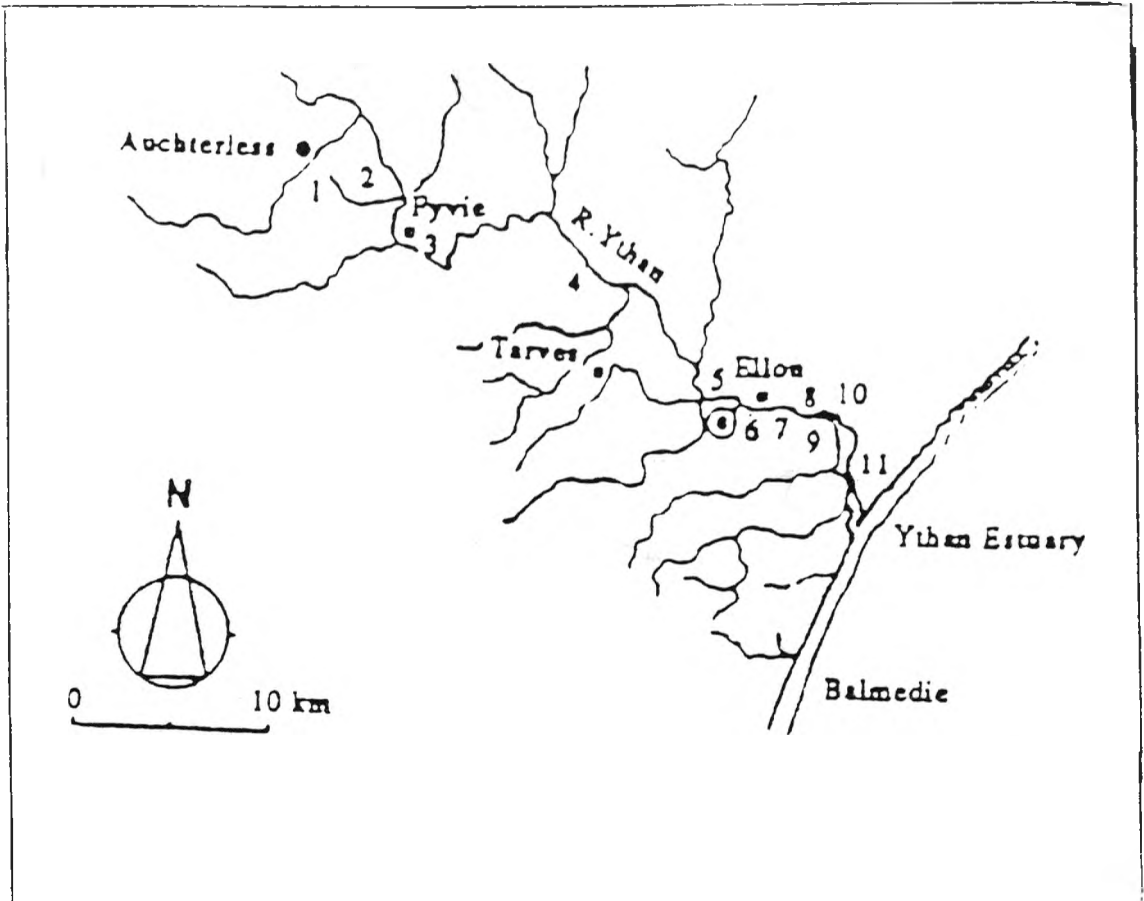 Auchterless
1
2
Fyvie
3
R. Ythan
4
Tarves
5
Ellon
6
7
8
9
10
11
Ythan Estuary
N
0 10 km
Balmedie